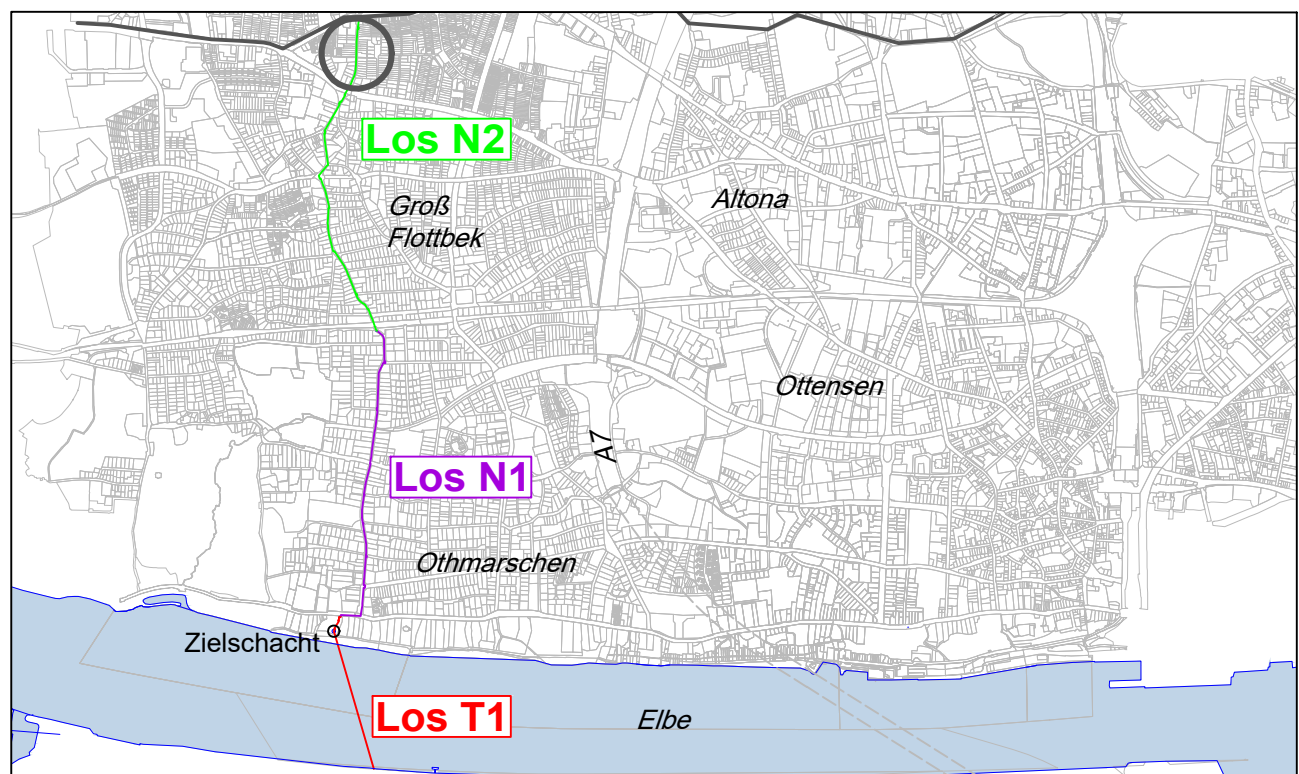 Los N2
Groß
Flottbek
Altona
Ottensen
A7
Los N1
Othmarschen
Zielschacht
Los T1
Elbe